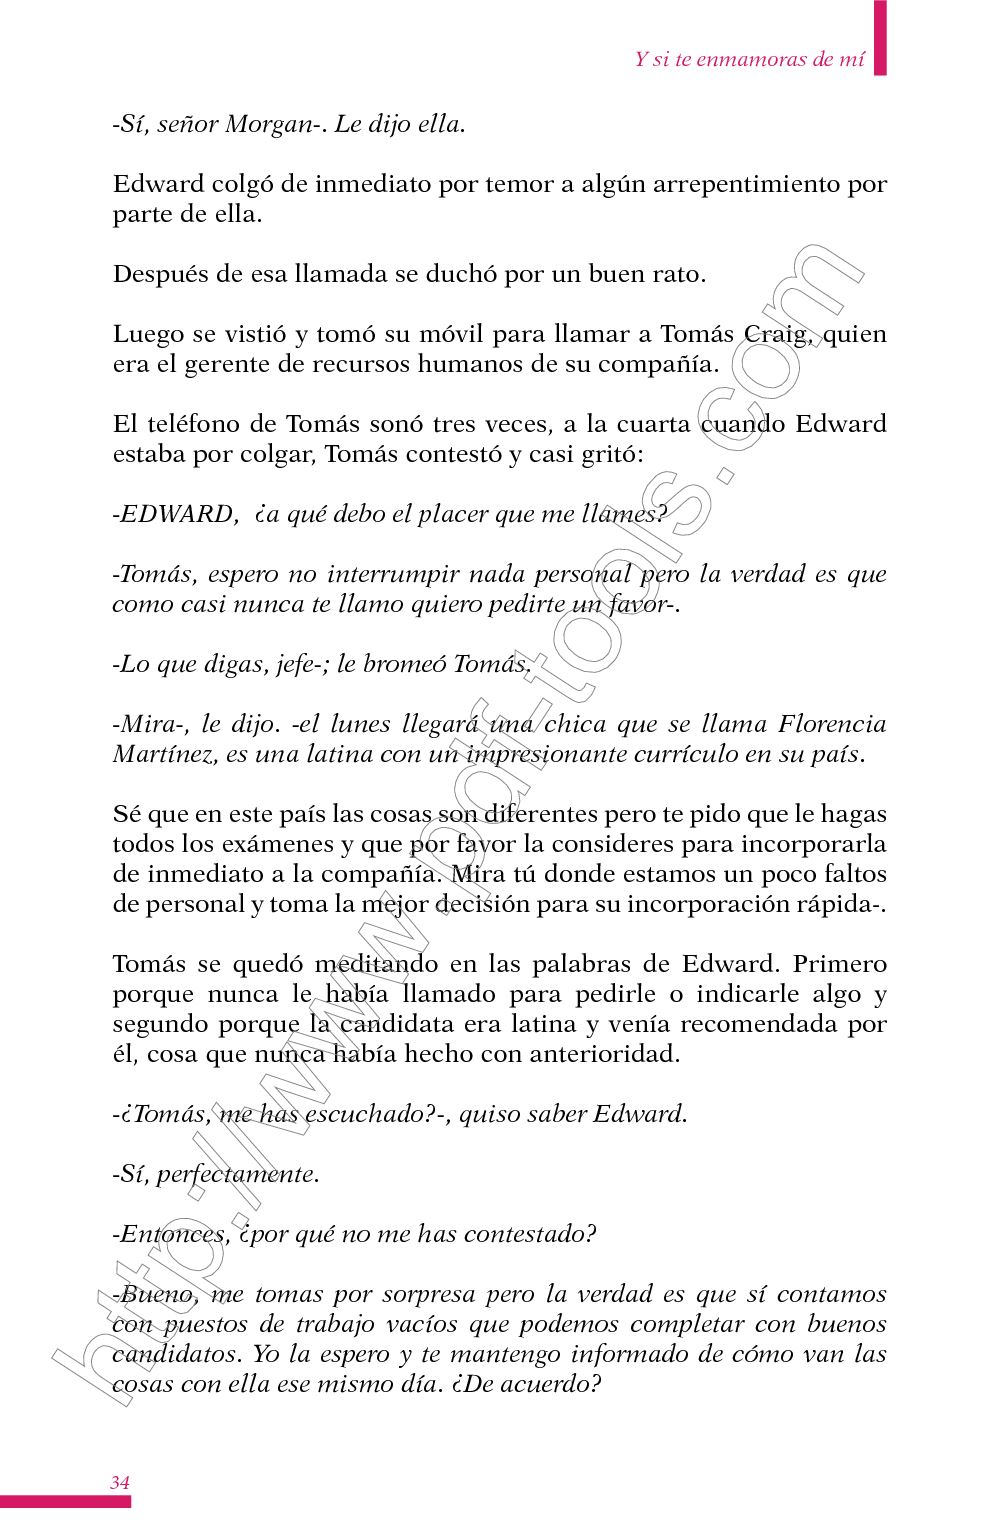 Y si te enmamoras de mí
-Sí, señor Morgan-. Le dijo ella.
Edward colgó de inmediato por temor a algún arrepentimiento por
parte de ella.
Después de esa llamada se duchó por un buen rato.
Luego se vistió y tomó su móvil para llamar a Tomás Craig, quien
era el gerente de recursos humanos de su compañía.
El teléfono de Tomás sonó tres veces, a la cuarta cuando Edward
estaba por colgar, Tomás contestó y casi gritó:
-EDWARD,  ¿a qué debo el placer que me llames?
-Tomás, espero no interrumpir nada personal pero la verdad es que
como casi nunca te llamo quiero pedirte un favor-.
-Lo que digas, jefe-; le bromeó Tomás.
-Mira-, le dijo. -el lunes llegará una chica que se llama Florencia
Martínez, es una latina con un impresionante currículo en su país.
Sé que en este país las cosas son diferentes pero te pido que le hagas
todos los exámenes y que por favor la consideres para incorporarla
de inmediato a la compañía. Mira tú donde estamos un poco faltos
de personal y toma la mejor decisión para su incorporación rápida-.
Tomás se quedó meditando en las palabras de Edward. Primero
porque nunca le había llamado para pedirle o indicarle algo y
segundo porque la candidata era latina y venía recomendada por
él, cosa que nunca había hecho con anterioridad.
-¿Tomás, me has escuchado?-, quiso saber Edward.
-Sí, perfectamente.
-Entonces, ¿por qué no me has contestado?
-Bueno, me tomas por sorpresa pero la verdad es que sí contamos
con puestos de trabajo vacíos que podemos completar con buenos
candidatos. Yo la espero y te mantengo informado de cómo van las
cosas con ella ese mismo día. ¿De acuerdo?
34
http://www.pdf-tools.com